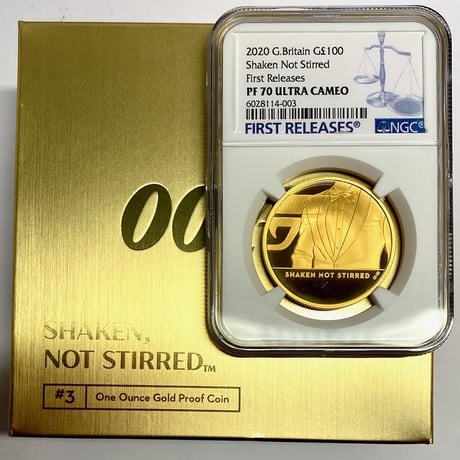 2020 G.Britain G£100
Shaken Not Stirred
First Releases
PF 70 ULTRA CAMEO
6028114-003
FIRST RELEASES®
NGC®
SHAKEN NOT STIRRED
00
SHAKEN,
NOT STIRRED™
#3 One Ounce Gold Proof Coin